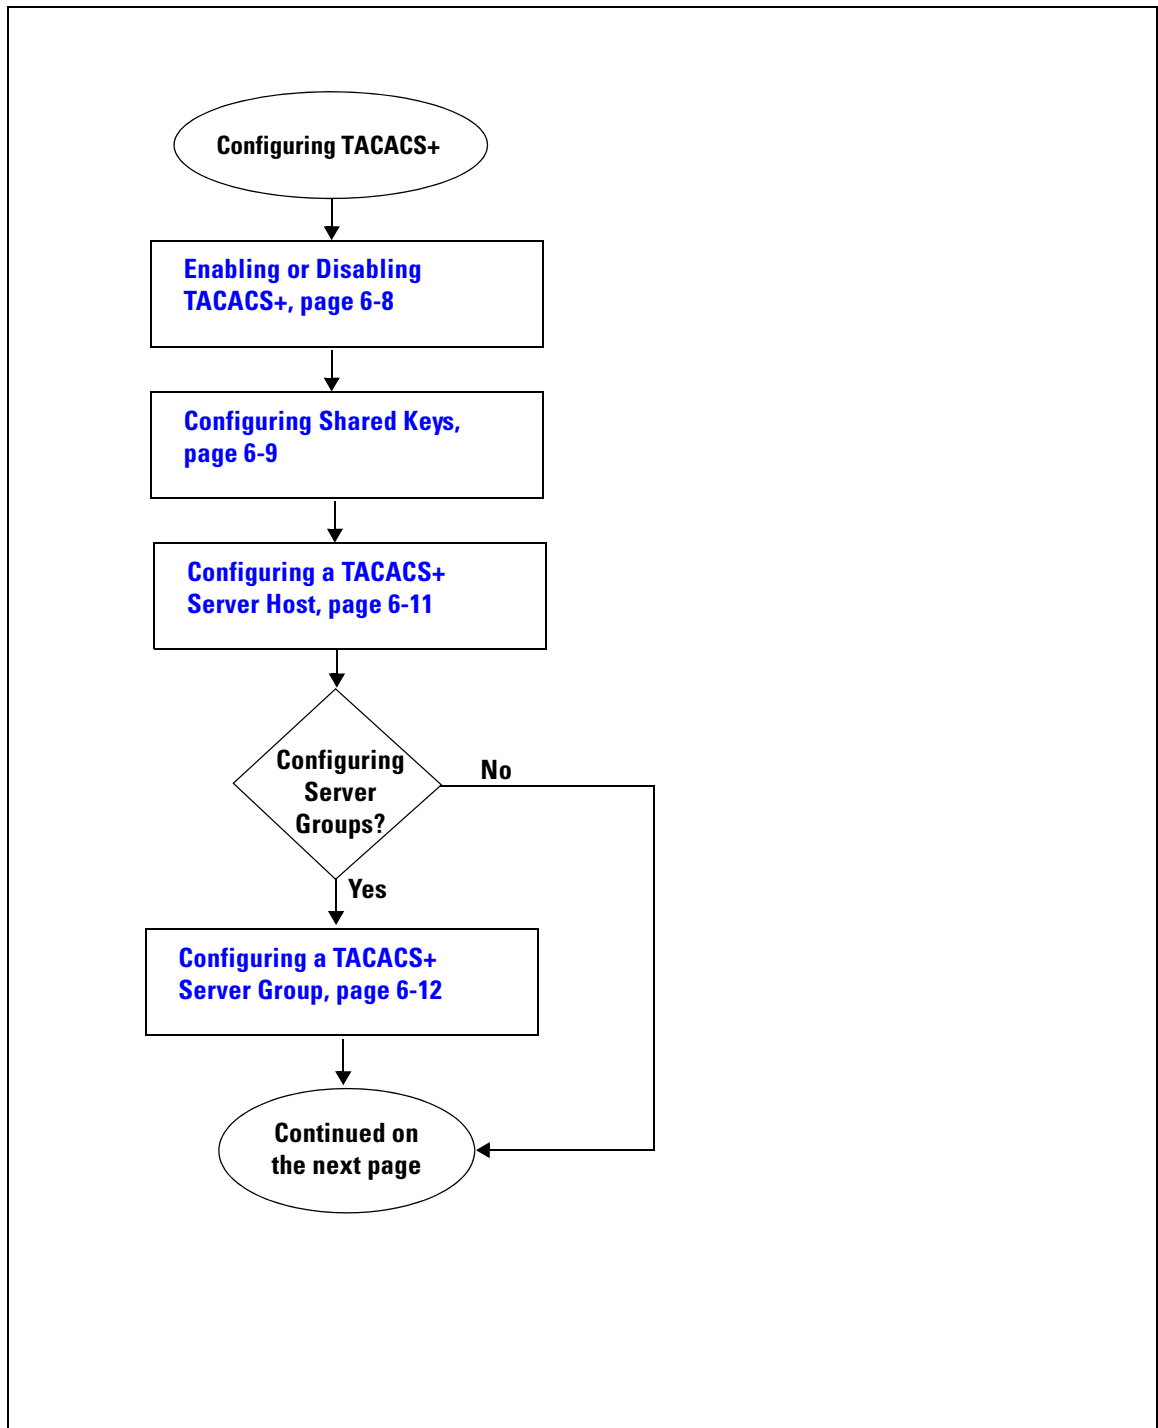 Configuring TACACS+
Enabling or Disabling
TACACS+, page 6-8
Configuring Shared Keys,
page 6-9
Configuring a TACACS+
Server Host, page 6-11
Configuring
Server
Groups?
No
Yes
Configuring a TACACS+
Server Group, page 6-12
Continued on
the next page